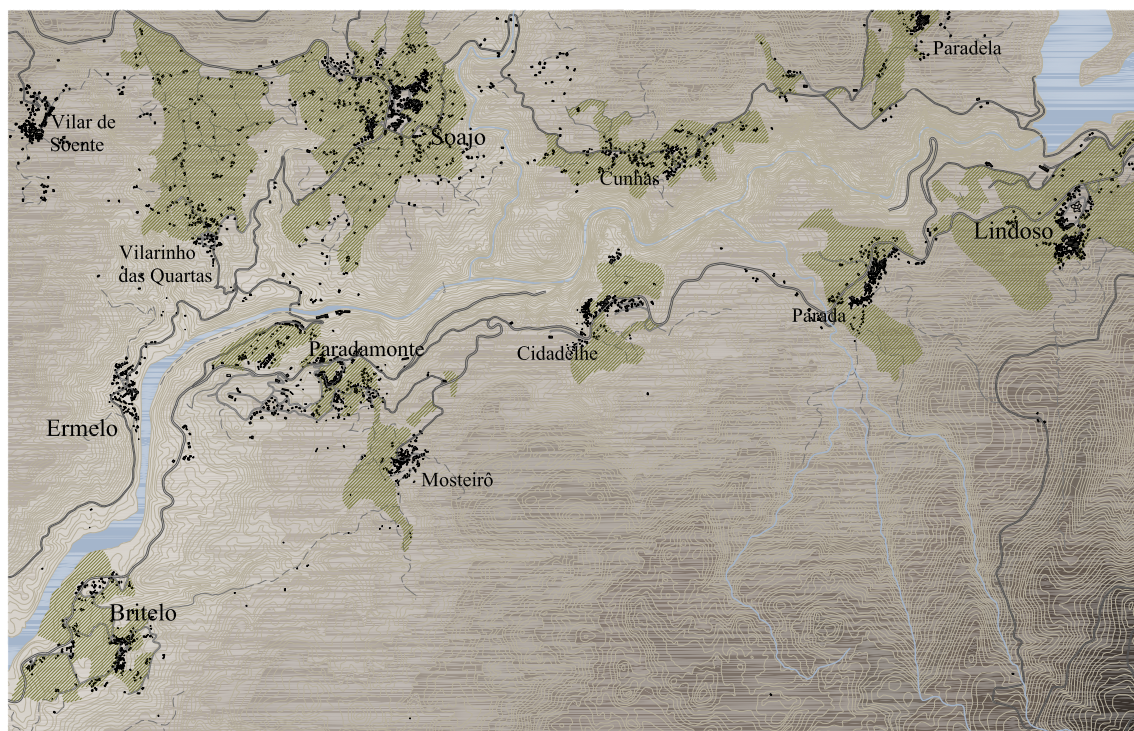 Paradela
Vilar de
Soente
Soajo
Cunhas
Lindoso
Vilarinho
das Quartas
Parada
Paradamonte
Cidadelhe
Ermelo
Mosteirô
Britelo